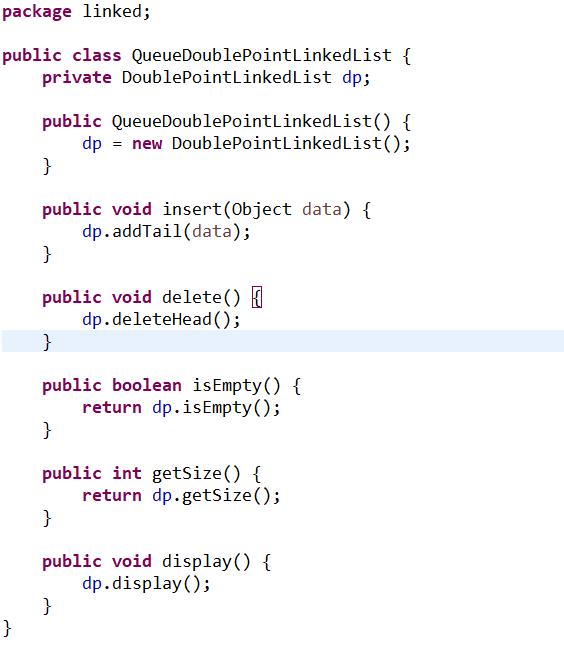 package linked;
public class QueueDoublePointLinkedList {
    private DoublePointLinkedList dp;
    public QueueDoublePointLinkedList() {
        dp = new DoublePointLinkedList();
    }
    public void insert(Object data) {
        dp.addTail(data);
    }
    public void delete() {
        dp.deleteHead();
    }
    public boolean isEmpty() {
        return dp.isEmpty();
    }
    public int getSize() {
        return dp.getSize();
    }
    public void display() {
        dp.display();
    }
}